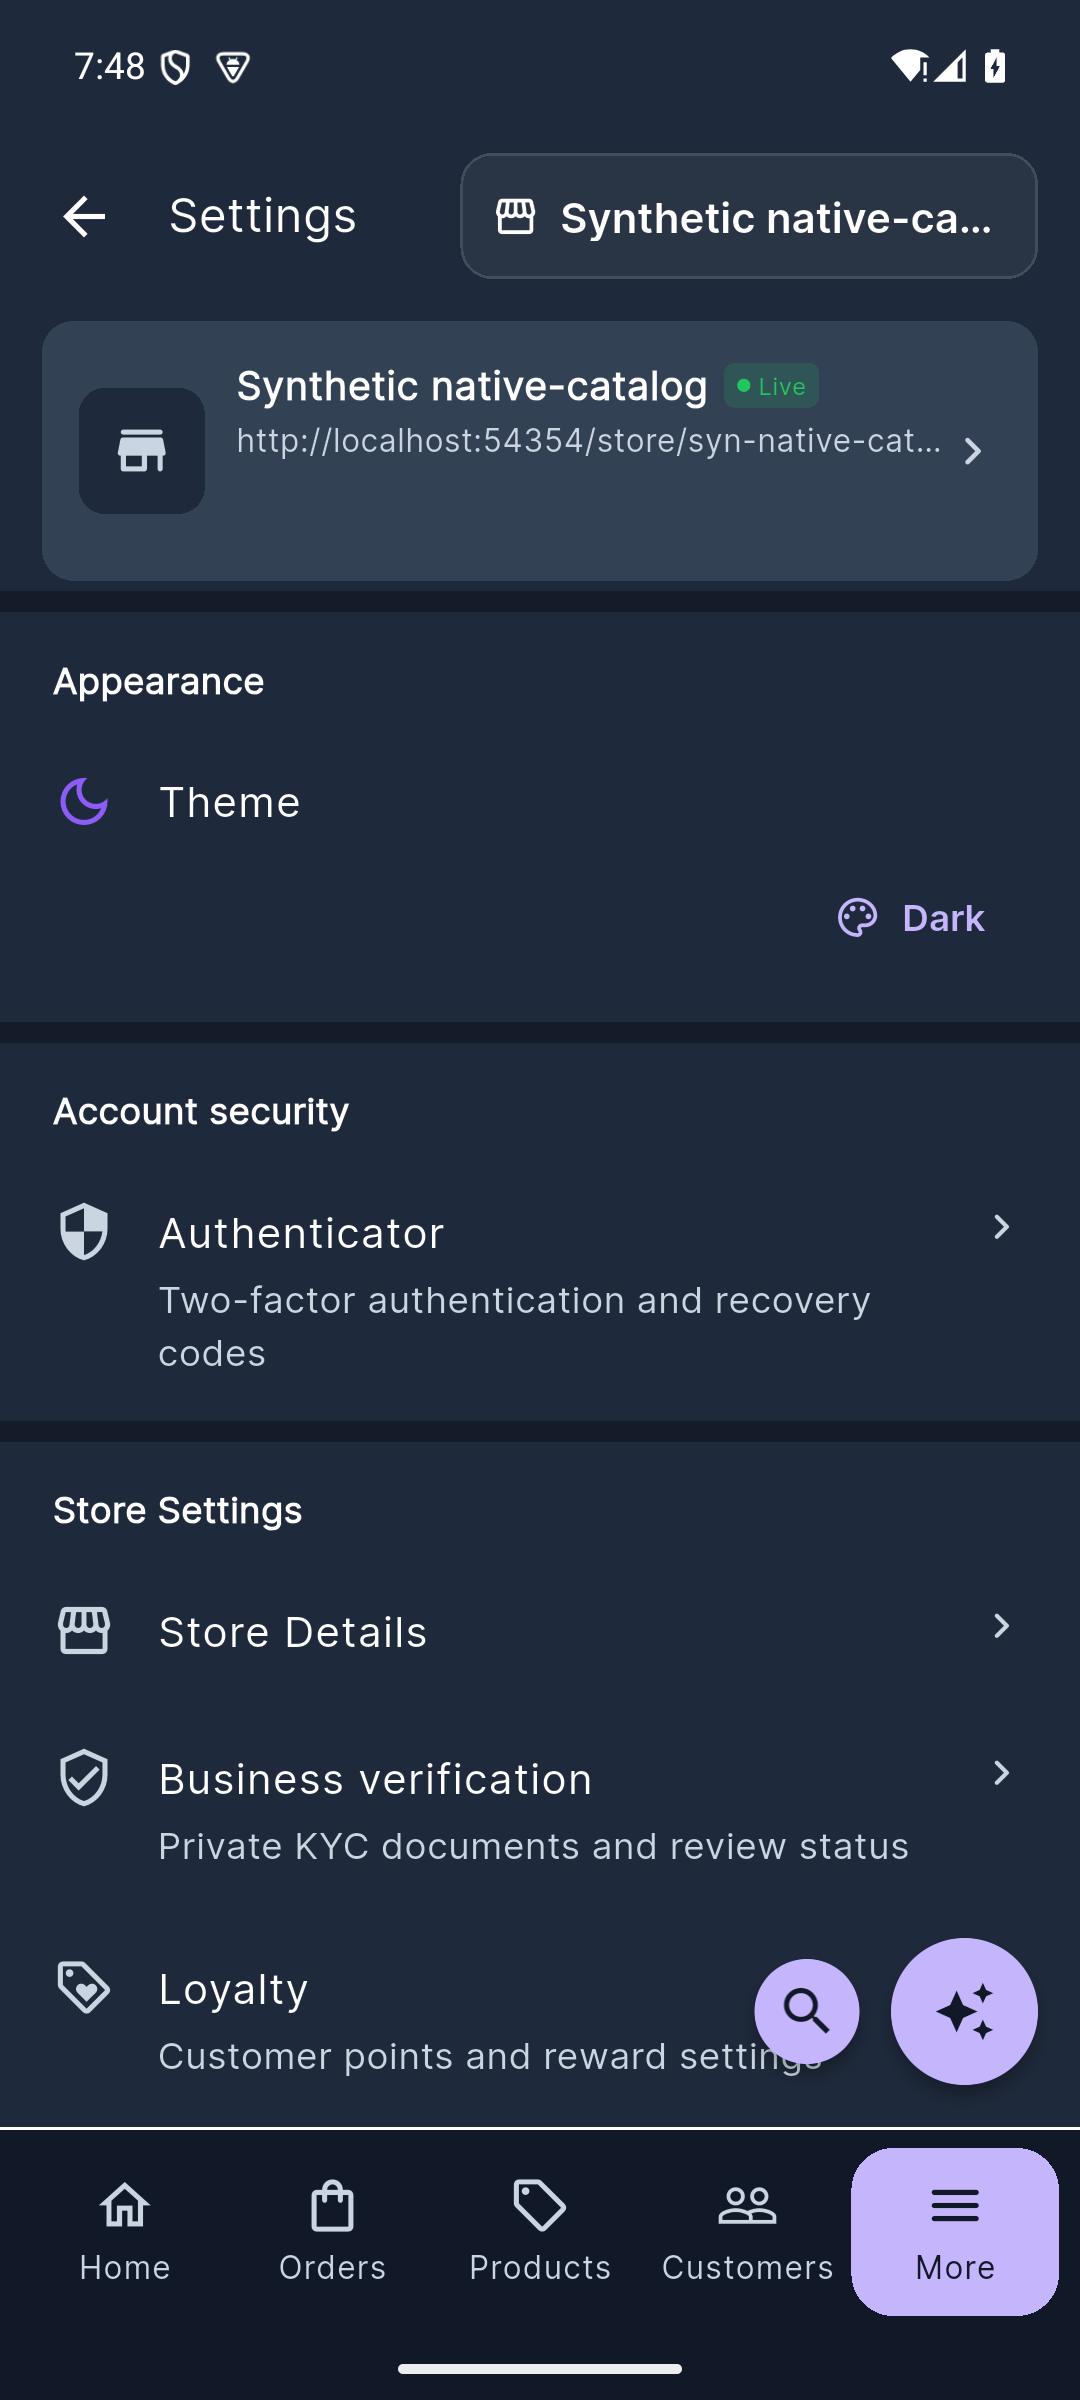 7:48
Settings
Synthetic native-ca...
Synthetic native-catalog
Live
http://localhost:54354/store/syn-native-cat...
Appearance
Theme
Dark
Account security
Authenticator
Two-factor authentication and recovery
codes
Store Settings
Store Details
Business verification
Private KYC documents and review status
Loyalty
Customer points and reward settings
Home
Orders
Products
Customers
More